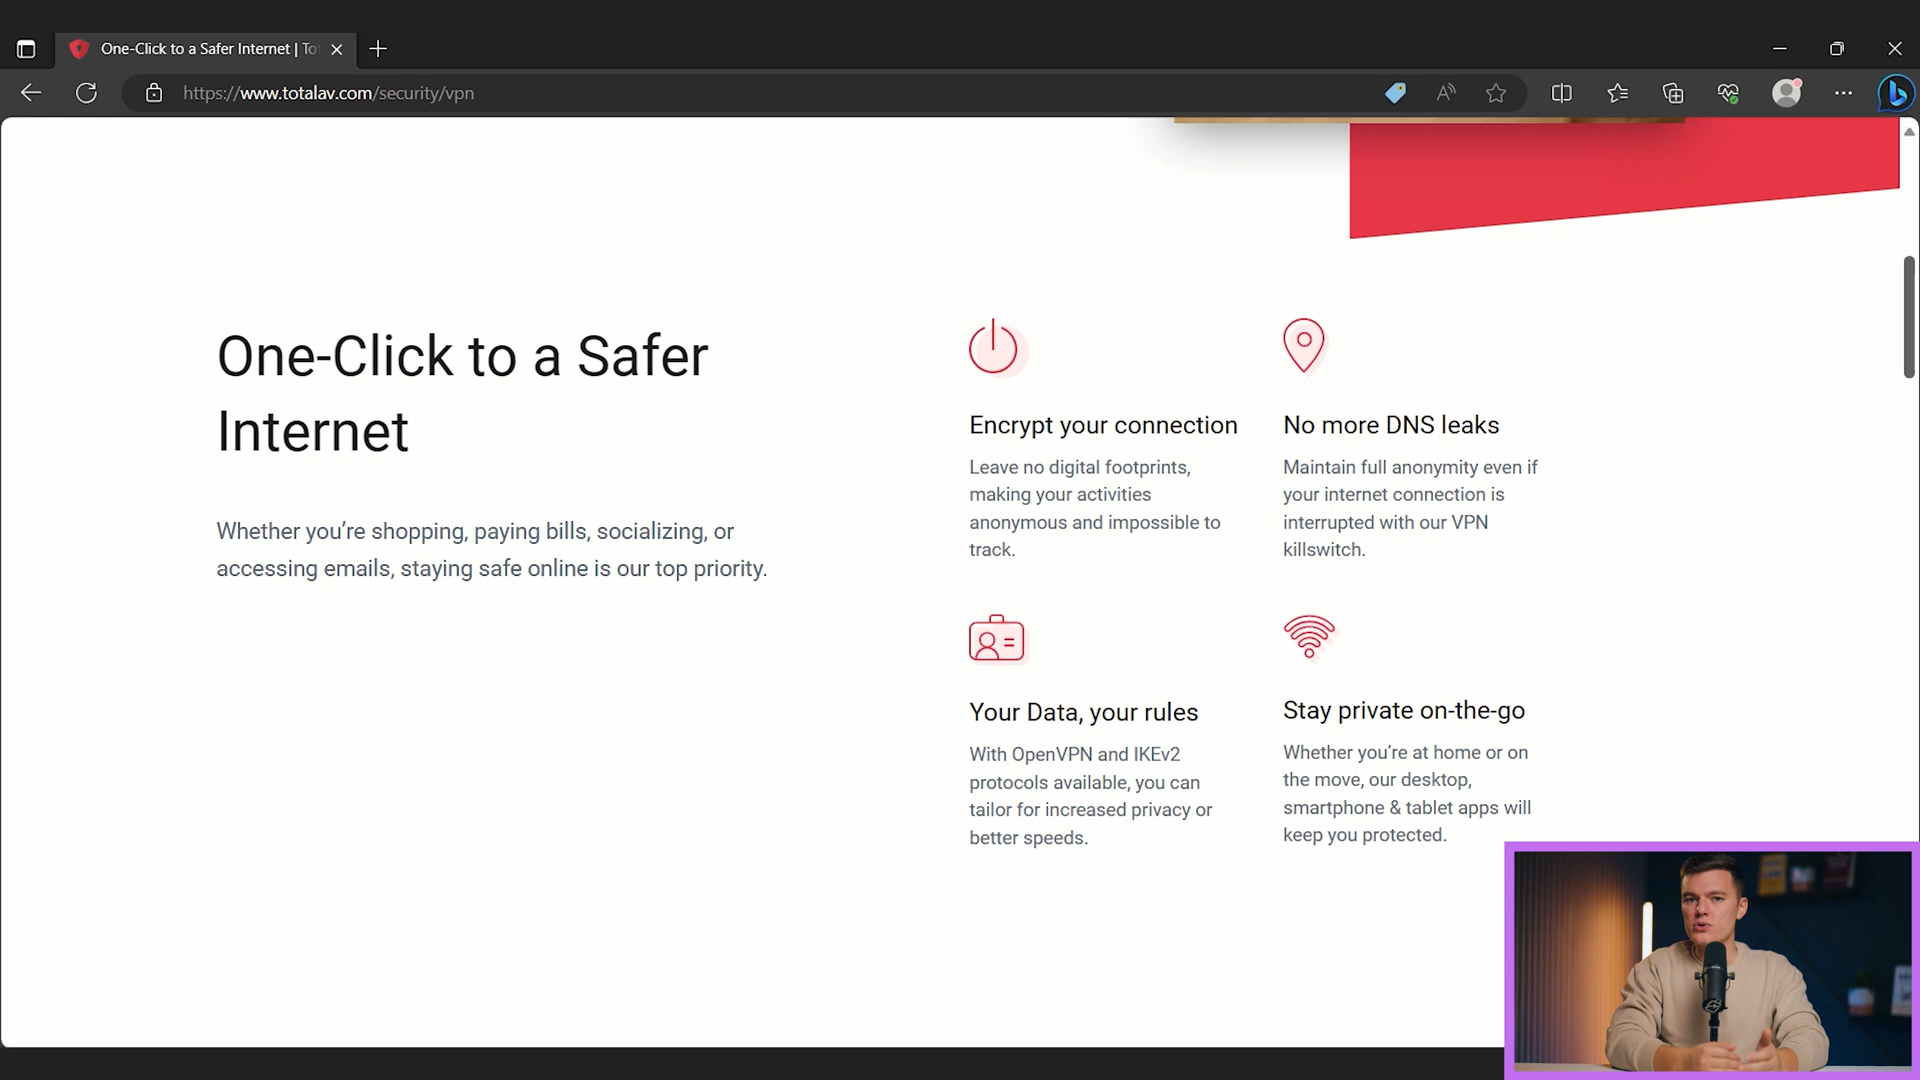 One-Click to a Safer Internet | To
https://www.totalav.com/security/vpn
One-Click to a Safer
Internet
Whether you’re shopping, paying bills, socializing, or
accessing emails, staying safe online is our top priority.
Encrypt your connection
Leave no digital footprints,
making your activities
anonymous and impossible to
track.
No more DNS leaks
Maintain full anonymity even if
your internet connection is
interrupted with our VPN
killswitch.
Your Data, your rules
With OpenVPN and IKEv2
protocols available, you can
tailor for increased privacy or
better speeds.
Stay private on-the-go
Whether you’re at home or on
the move, our desktop,
smartphone & tablet apps will
keep you protected.